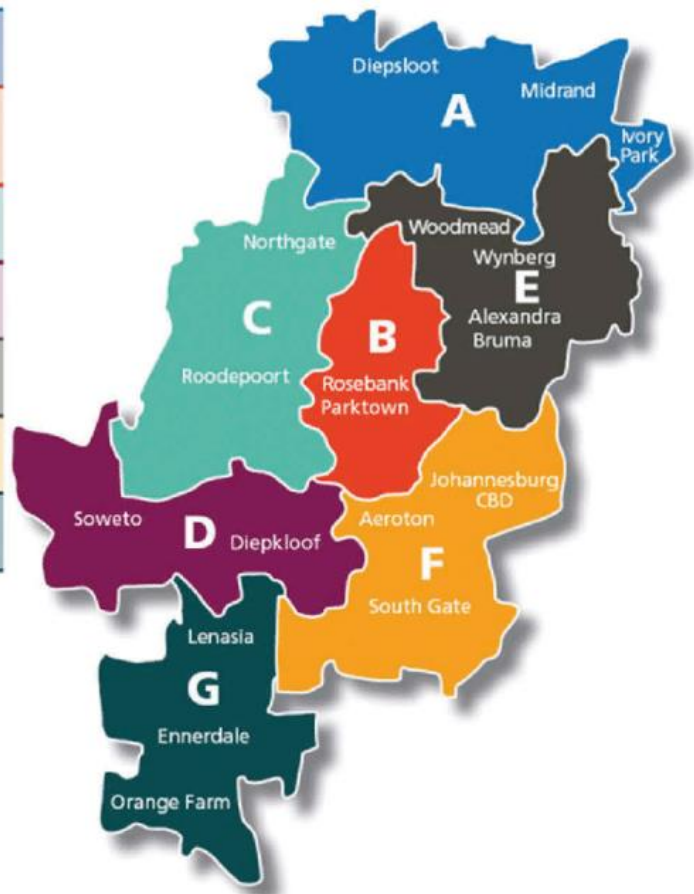 Diepsloot
Midrand
A
Ivory
Park
Woodmead
Northgate
Wynberg
E
C
B
Alexandra
Bruma
Roodepoort
Rosebank
Parktown
Johannesburg
CBD
Soweto
D
Diepkloof
Aeroton
F
South Gate
Lenasia
G
Ennerdale
Orange Farm